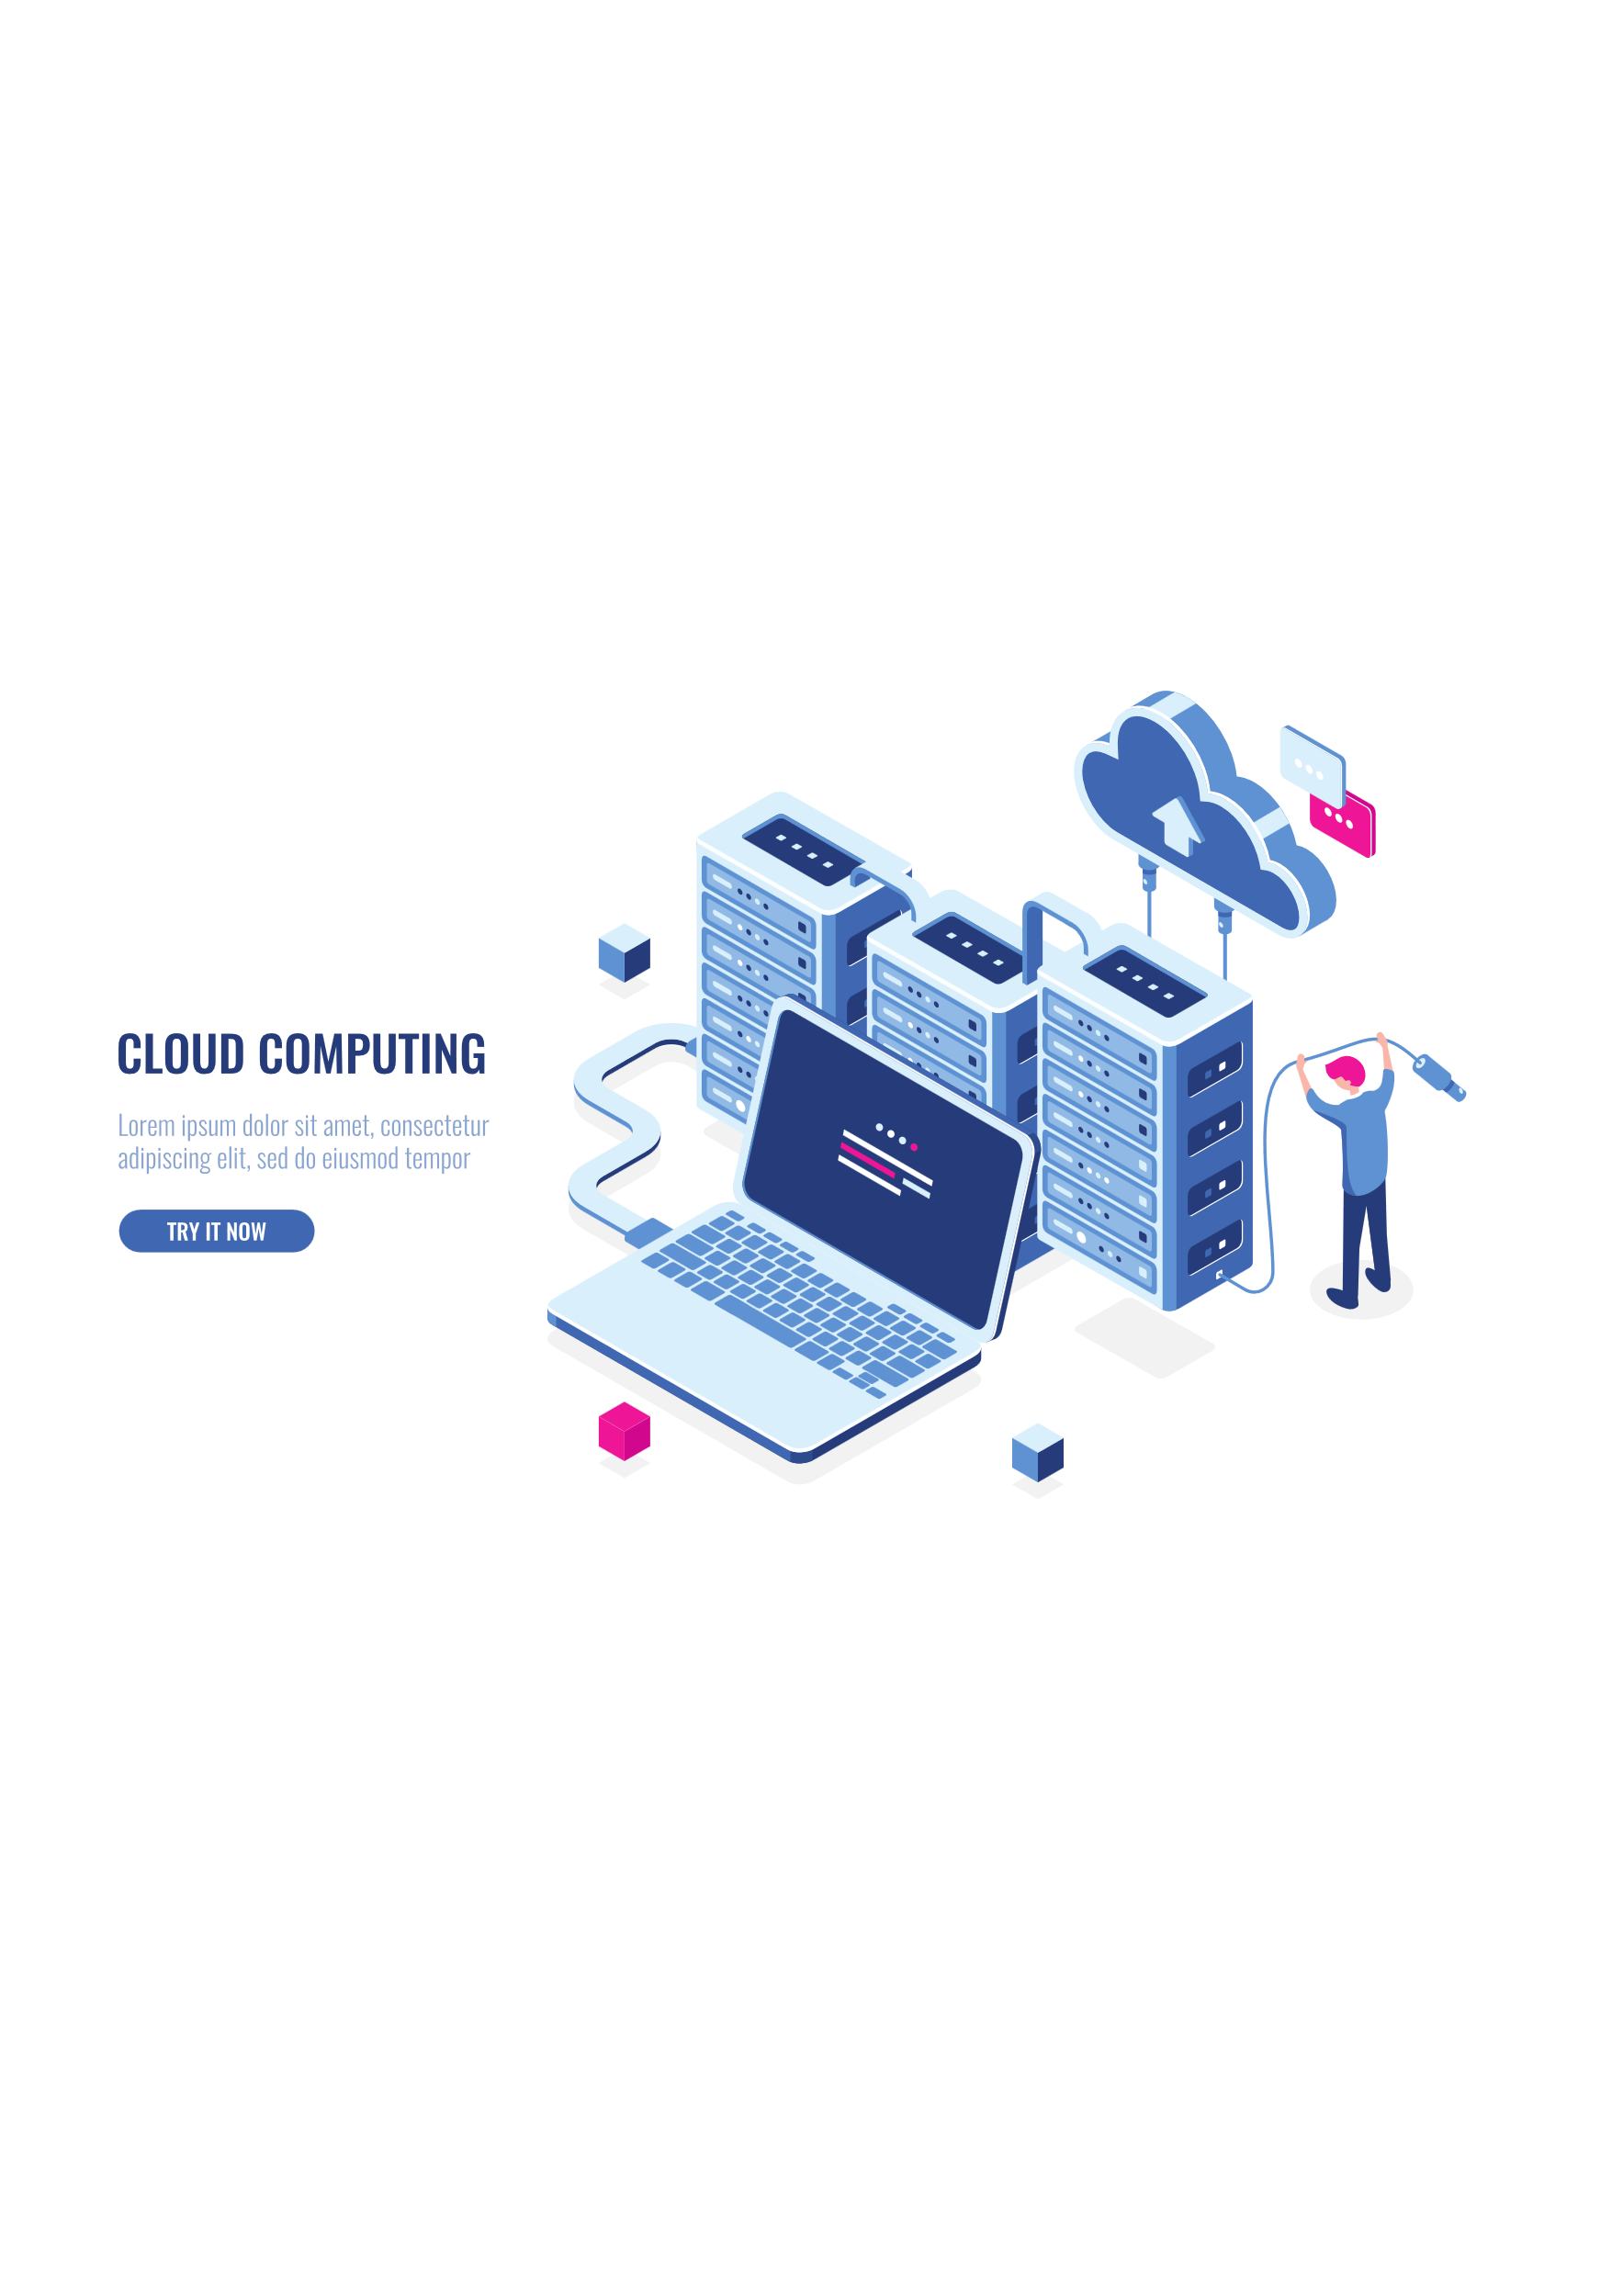 CLOUD COMPUTING
Lorem ipsum dolor sit amet, consectetur
adipiscing elit, sed do eiusmod tempor
TRY IT NOW